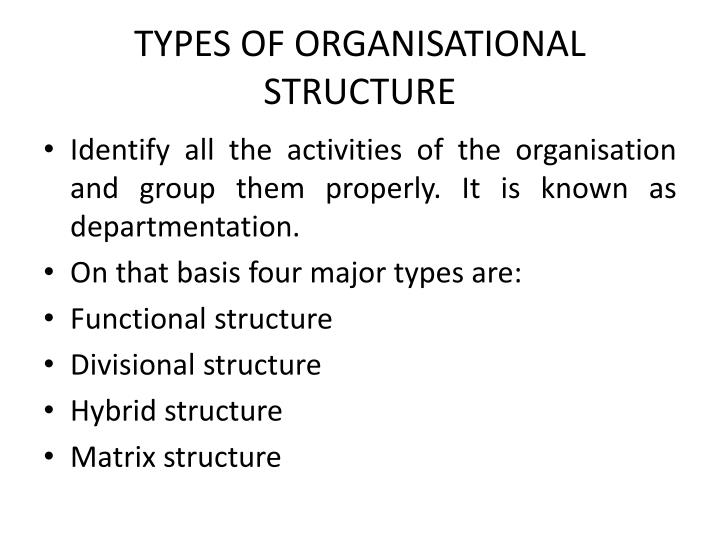 TYPES OF ORGANISATIONAL
STRUCTURE
• Identify all the activities of the organisation
and group them properly. It is known as
departmentation.
• On that basis four major types are:
• Functional structure
• Divisional structure
• Hybrid structure
• Matrix structure